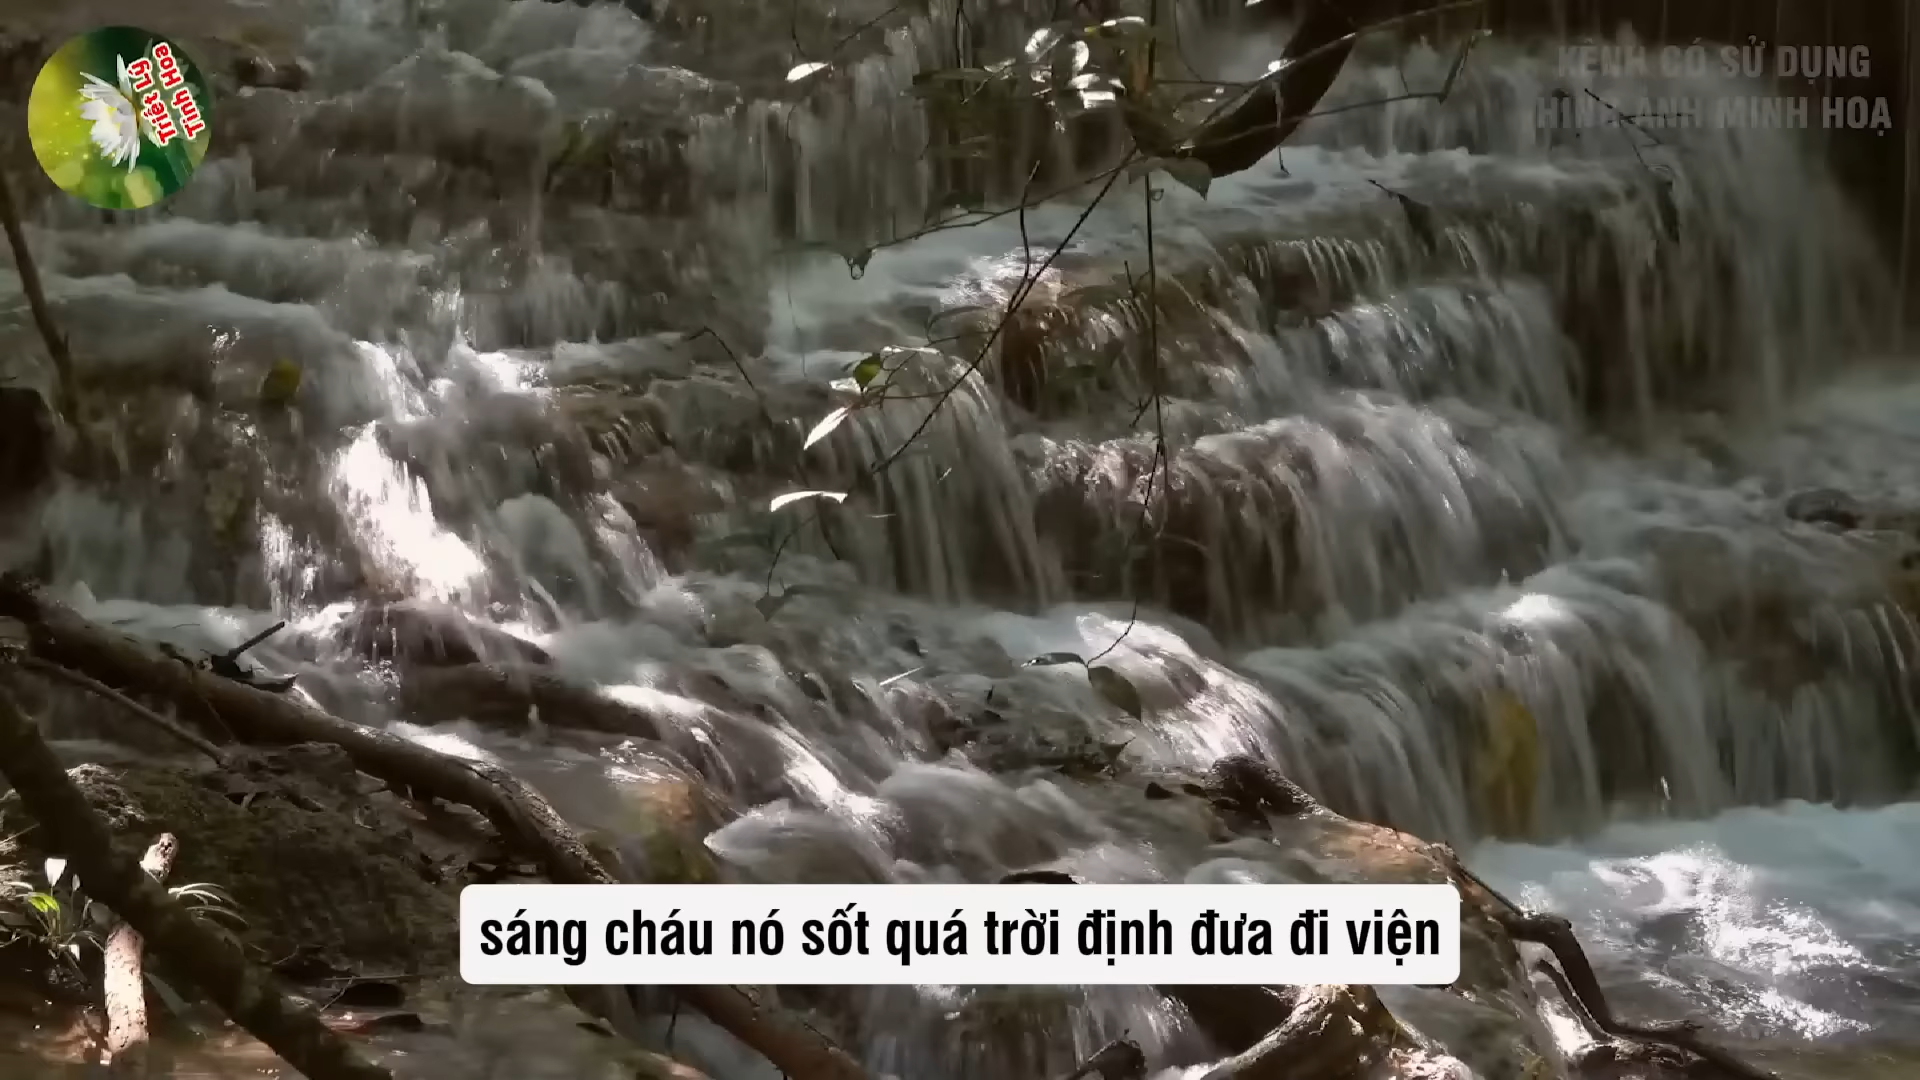 Triết Lý
Tinh Hoa
KÊNH CÓ SỬ DỤNG
HÌNH ẢNH MINH HOẠ
sáng cháu nó sốt quá trời định đưa đi viện